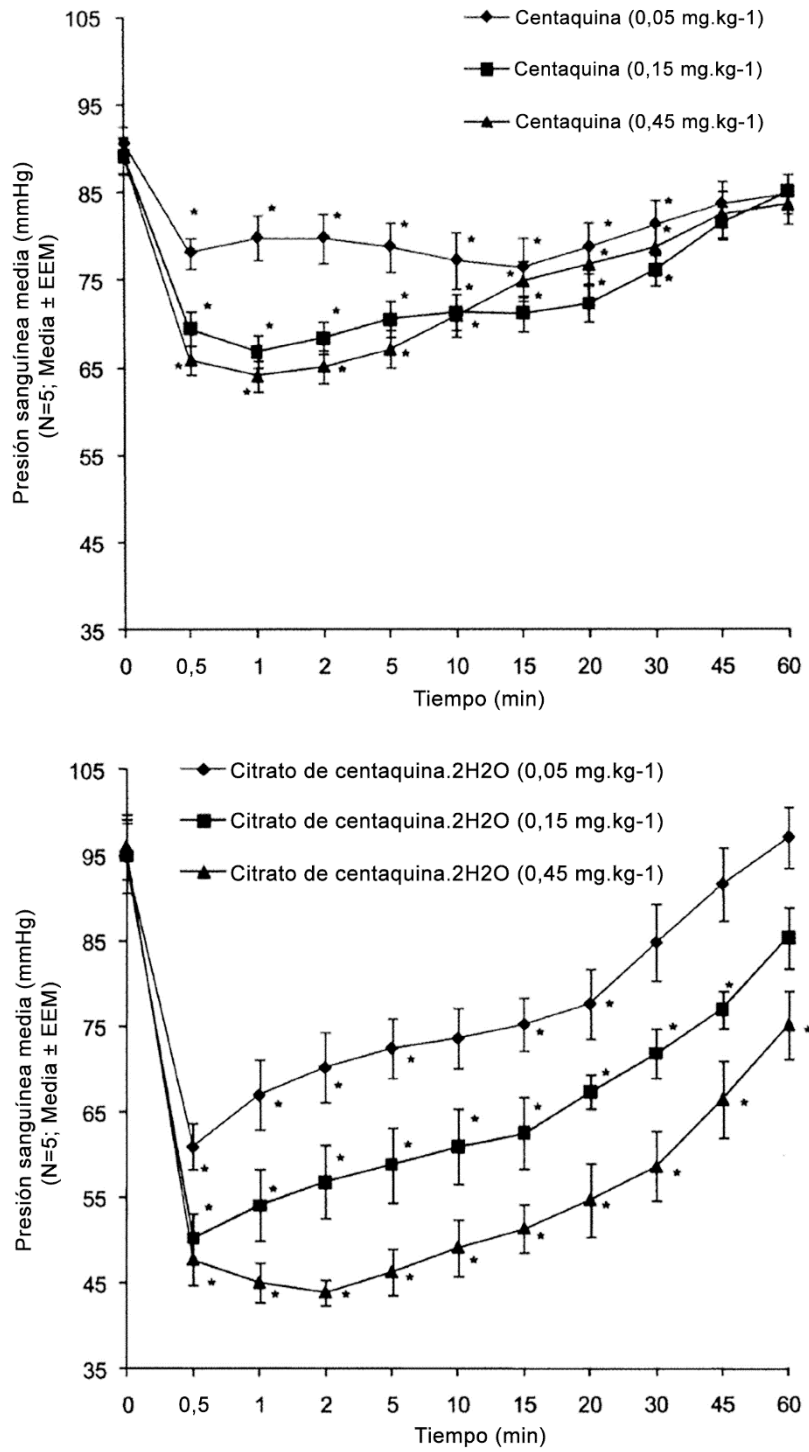 Centaquina (0,05 mg.kg-1)
Centaquina (0,15 mg.kg-1)
Centaquina (0,45 mg.kg-1)
Presión sanguínea media (mmHg)
(N=5; Media ± EEM)
105
95
85
75
65
55
45
35
0 0,5 1 2 5 10 15 20 30 45 60
Tiempo (min)
Citrato de centaquina.2H2O (0,05 mg.kg-1)
Citrato de centaquina.2H2O (0,15 mg.kg-1)
Citrato de centaquina.2H2O (0,45 mg.kg-1)
Presión sanguínea media (mmHg)
(N=5; Media ± EEM)
105
95
85
75
65
55
45
35
0 0,5 1 2 5 10 15 20 30 45 60
Tiempo (min)